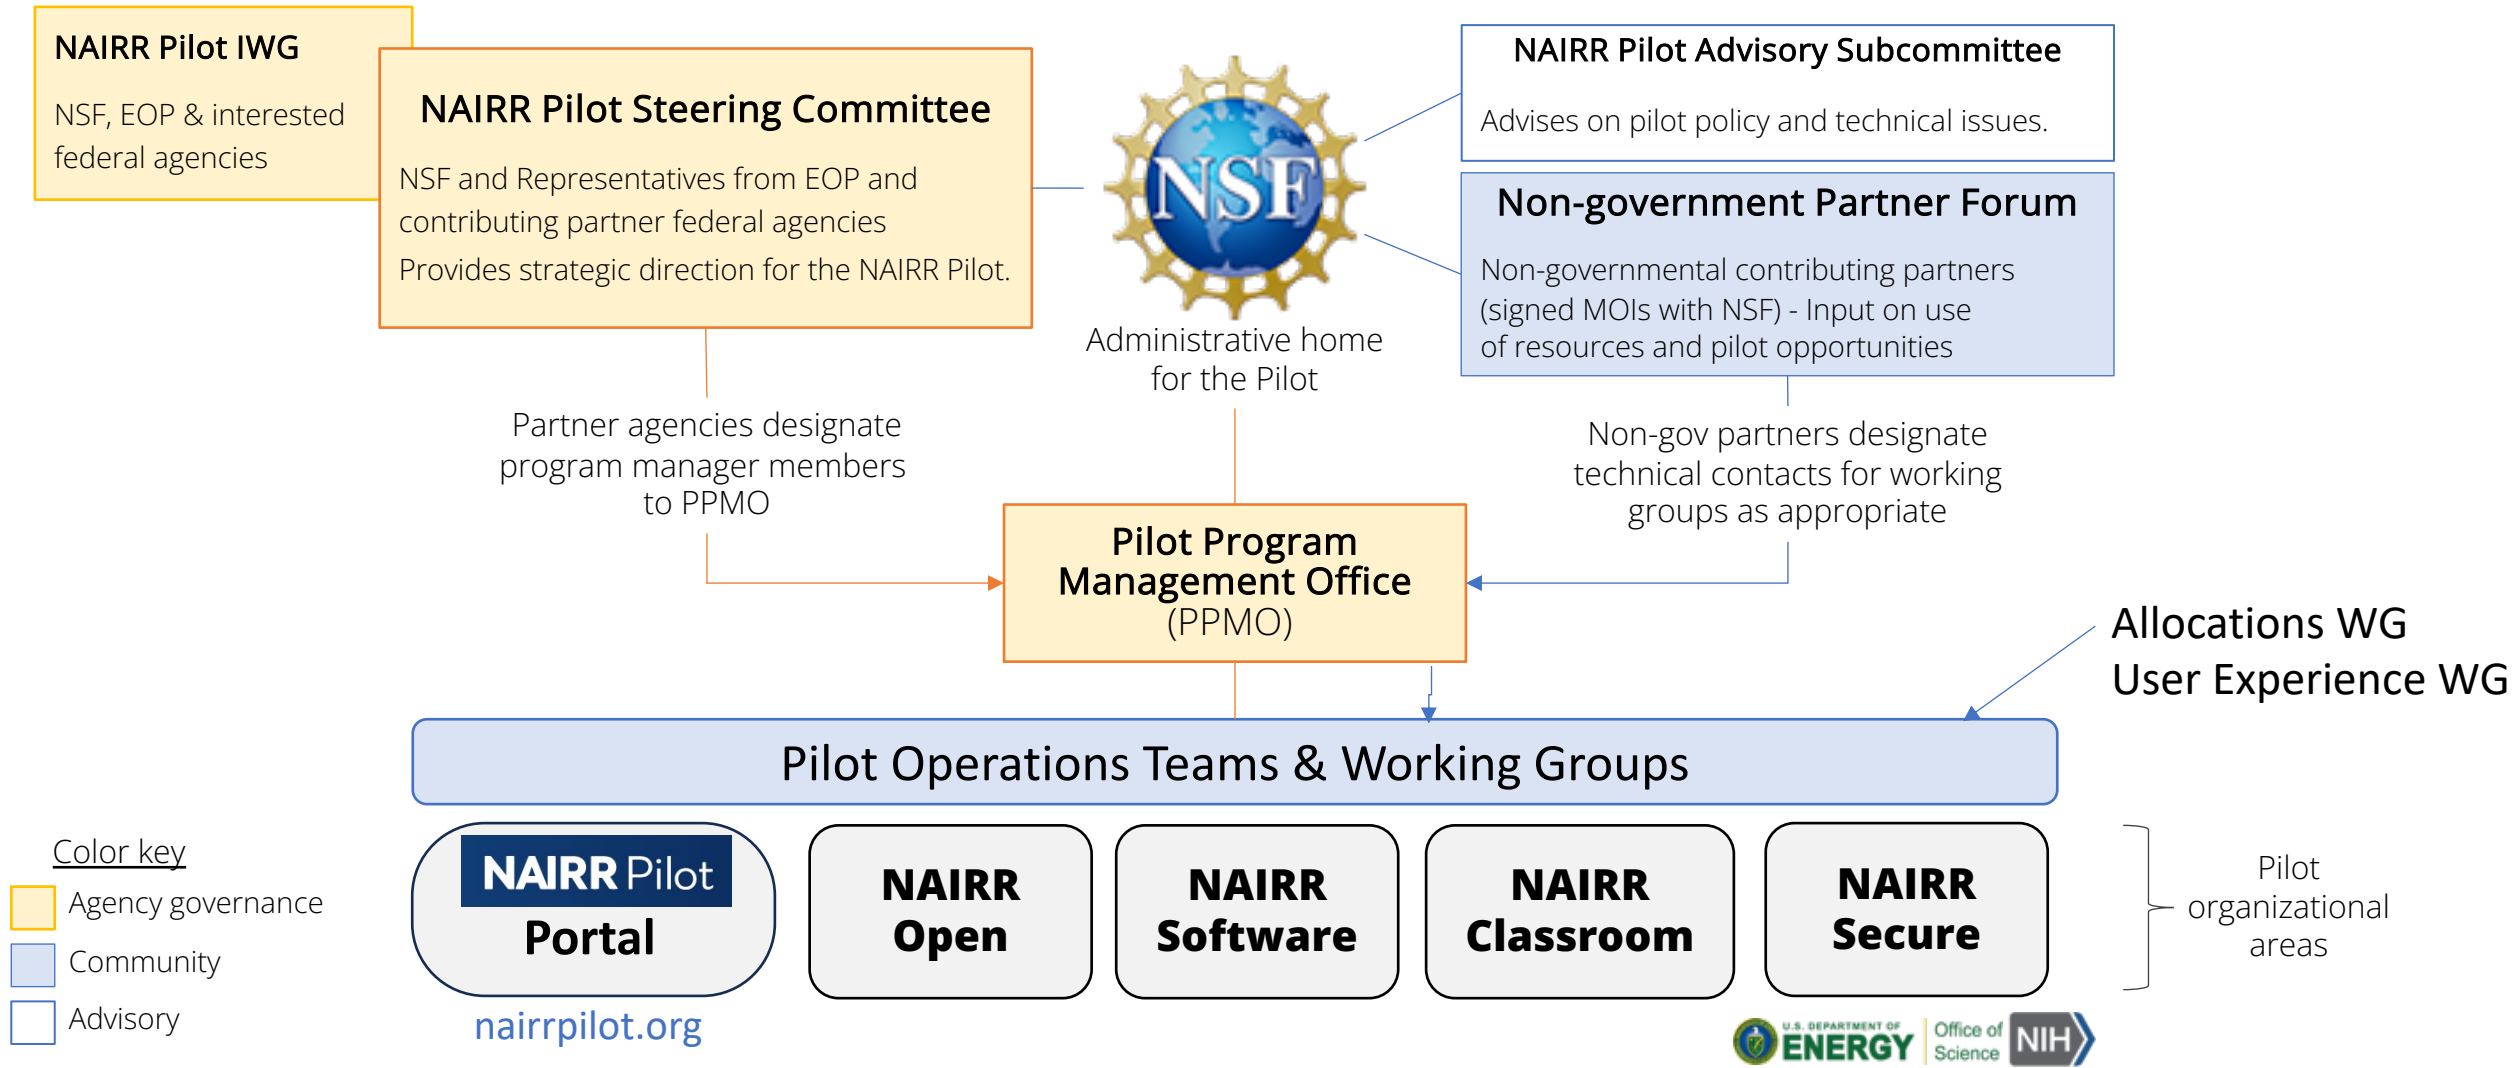 NAIRR Pilot IWG
NSF, EOP & interested
federal agencies
NAIRR Pilot Steering Committee
NSF and Representatives from EOP and
contributing partner federal agencies
Provides strategic direction for the NAIRR Pilot.
NSF
Administrative home
for the Pilot
NAIRR Pilot Advisory Subcommittee
Advises on pilot policy and technical issues.
Non-government Partner Forum
Non-governmental contributing partners
(signed MOIs with NSF) - Input on use
of resources and pilot opportunities
Partner agencies designate
program manager members
to PPMO
Non-gov partners designate
technical contacts for working
groups as appropriate
Pilot Program
Management Office
(PPMO)
Allocations WG
User Experience WG
Pilot Operations Teams & Working Groups
Color key
Agency governance
Community
Advisory
NAIRR Pilot
Portal
nairrpilot.org
NAIRR
Open
NAIRR
Software
NAIRR
Classroom
NAIRR
Secure
Pilot
organizational
areas
U.S. DEPARTMENT OF
ENERGY
Office of
Science
NIH